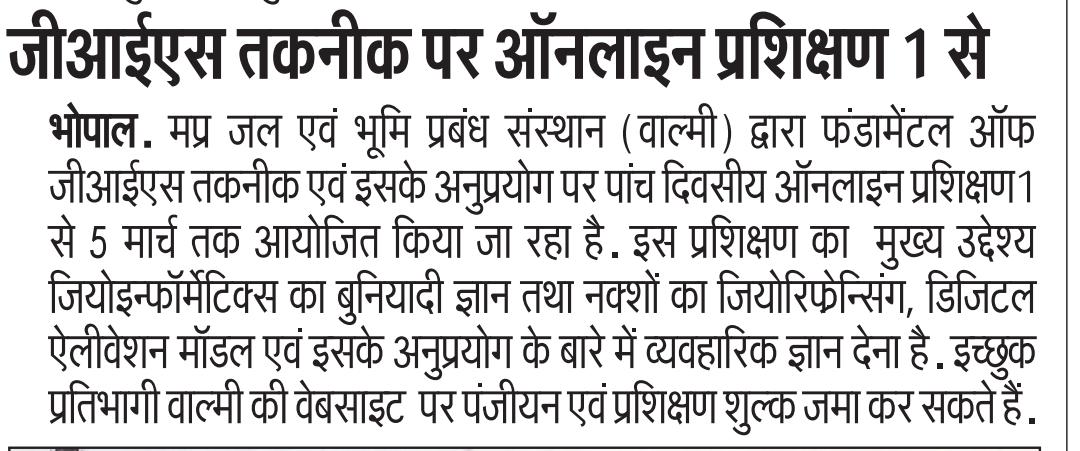 जीआईएस तकनीक पर ऑनलाइन प्रशिक्षण 1 से
भोपाल. मप्र जल एवं भूमि प्रबंध संस्थान (वाल्मी) द्वारा फंडामेंटल ऑफ
जीआईएस तकनीक एवं इसके अनुप्रयोग पर पांच दिवसीय ऑनलाइन प्रशिक्षण 1
से 5 मार्च तक आयोजित किया जा रहा है. इस प्रशिक्षण का मुख्य उद्देश्य
जियोइन्फॉर्मेटिक्स का बुनियादी ज्ञान तथा नक्शों का जियोरिफ्रेन्सिंग, डिजिटल
ऐलीवेशन मॉडल एवं इसके अनुप्रयोग के बारे में व्यवहारिक ज्ञान देना है. इच्छुक
प्रतिभागी वाल्मी की वेबसाइट पर पंजीयन एवं प्रशिक्षण शुल्क जमा कर सकते हैं.